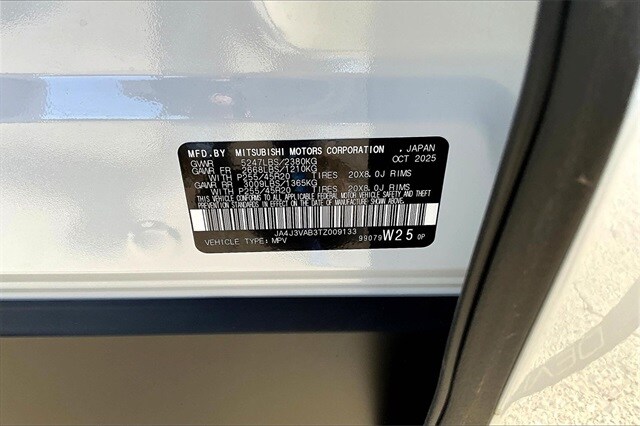 MFD.BY MITSUBISHI MOTORS CORPORATION , JAPAN
GVWR 5247LBS/2380KG OCT 2025
GAWR FR 2668LBS/1210KG
WITH P255/45R20 TIRES 20X8.0J RIMS
GAWR RR 3009LBS/1365KG
WITH P255/45R20 TIRES 20X8.0J RIMS
THIS VEHICLE CONFORMS TO ALL APPLICABLE FEDERAL MOTOR VEHICLE SAFETY AND THEFT
PREVENTION STANDARDS IN EFFECT ON THE DATE OF MANUFACTURE SHOWN ABOVE.
JA4J3VAB3TZ009133
VEHICLE TYPE: MPV 99079 W25 0P